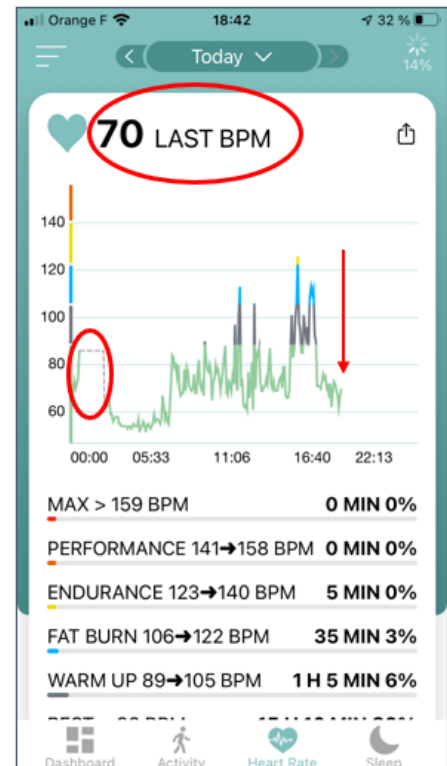 Orange F 18:42 32 %
Today
14%
70 LAST BPM
140
120
100
80
60
00:00 05:33 11:06 16:40 22:13
MAX > 159 BPM 0 MIN 0%
PERFORMANCE 141➔158 BPM 0 MIN 0%
ENDURANCE 123➔140 BPM 5 MIN 0%
FAT BURN 106➔122 BPM 35 MIN 3%
WARM UP 89➔105 BPM 1 H 5 MIN 6%
Dashboard Activity Heart Rate Sleep